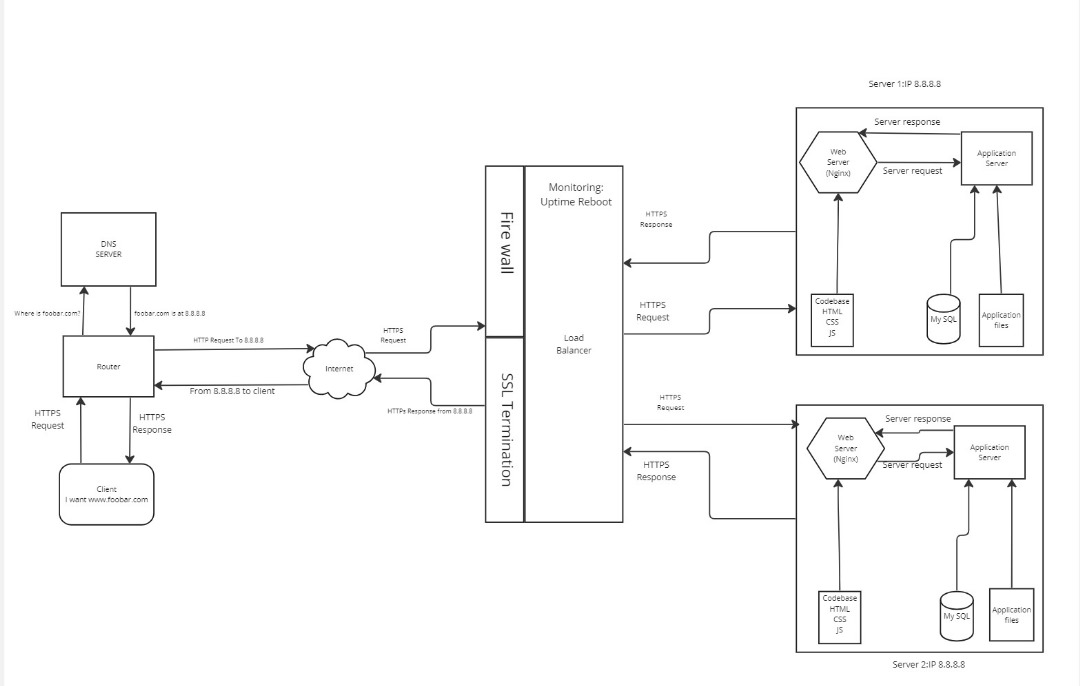 Server 1:IP 8.8.8.8
Server response
Web
Server
(Nginx)
Application
Server
Server request
Codebase
HTML
CSS
JS
My SQL
Application
files
Monitoring:
Uptime Reboot
Fire wall
Load
Balancer
SSL Termination
HTTPS
Response
HTTPS
Request
HTTPS
Request
HTTPS
Response
DNS
SERVER
Where is foobar.com?
foobar.com is at 8.8.8.8
Router
HTTP Request To 8.8.8.8
From 8.8.8.8 to client
Internet
HTTPS
Request
HTTPs Response from 8.8.8.8
HTTPS
Request
HTTPS
Response
Client
I want www.foobar.com
Server response
Web
Server
(Nginx)
Application
Server
Server request
Codebase
HTML
CSS
JS
My SQL
Application
files
Server 2:IP 8.8.8.8